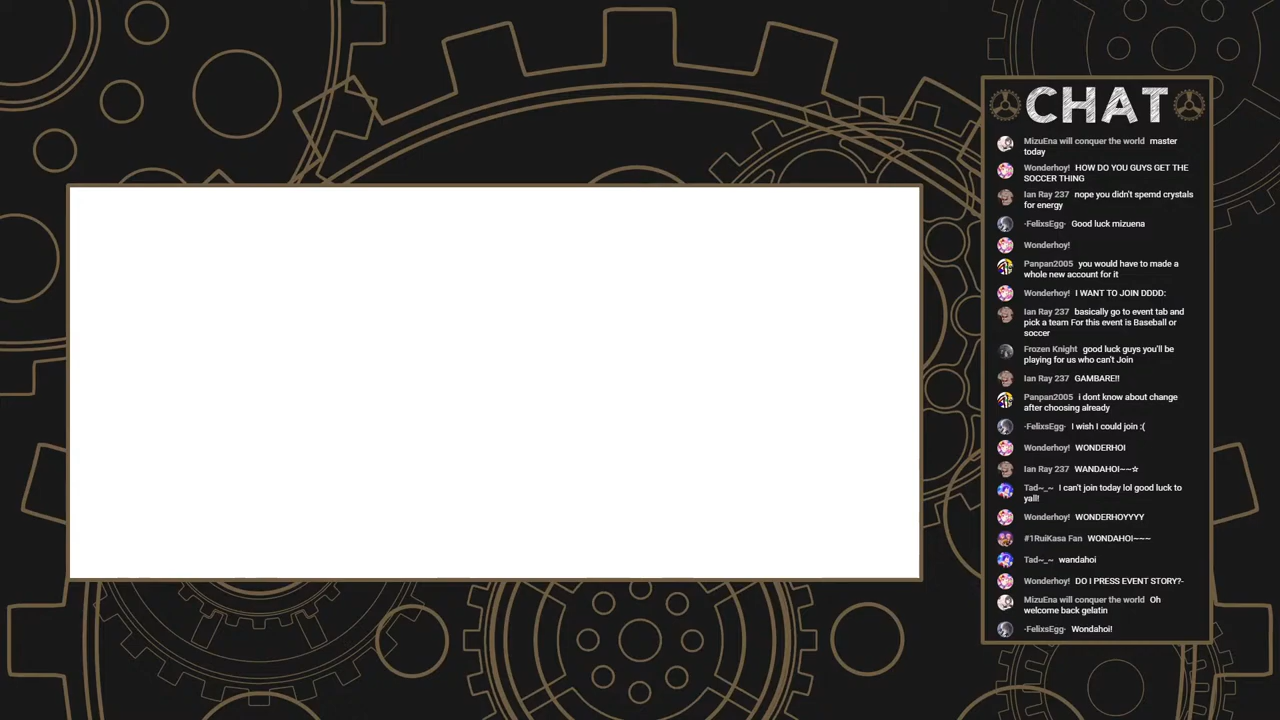 CHAT
MizuEna will conquer the world master
today
Wonderhoy! HOW DO YOU GUYS GET THE
SOCCER THING
Ian Ray 237 nope you didn't spemd crystals
for energy
-FelixsEgg- Good luck mizuena
Wonderhoy!
Panpan2005 you would have to made a
whole new account for it
Wonderhoy! I WANT TO JOIN DDDD:
Ian Ray 237 basically go to event tab and
pick a team For this event is Baseball or
soccer
Frozen Knight good luck guys you'll be
playing for us who can't Join
Ian Ray 237 GAMBARE!!
Panpan2005 i dont know about change
after choosing already
-FelixsEgg- I wish I could join :(
Wonderhoy! WONDERHOI
Ian Ray 237 WANDAHOI~~☆
Tad~_~ I can't join today lol good luck to
yall!
Wonderhoy! WONDERHOYYYY
#1RuiKasa Fan WONDAHOI~~~
Tad~_~ wandahoi
Wonderhoy! DO I PRESS EVENT STORY?-
MizuEna will conquer the world Oh
welcome back gelatin
-FelixsEgg- Wondahoi!